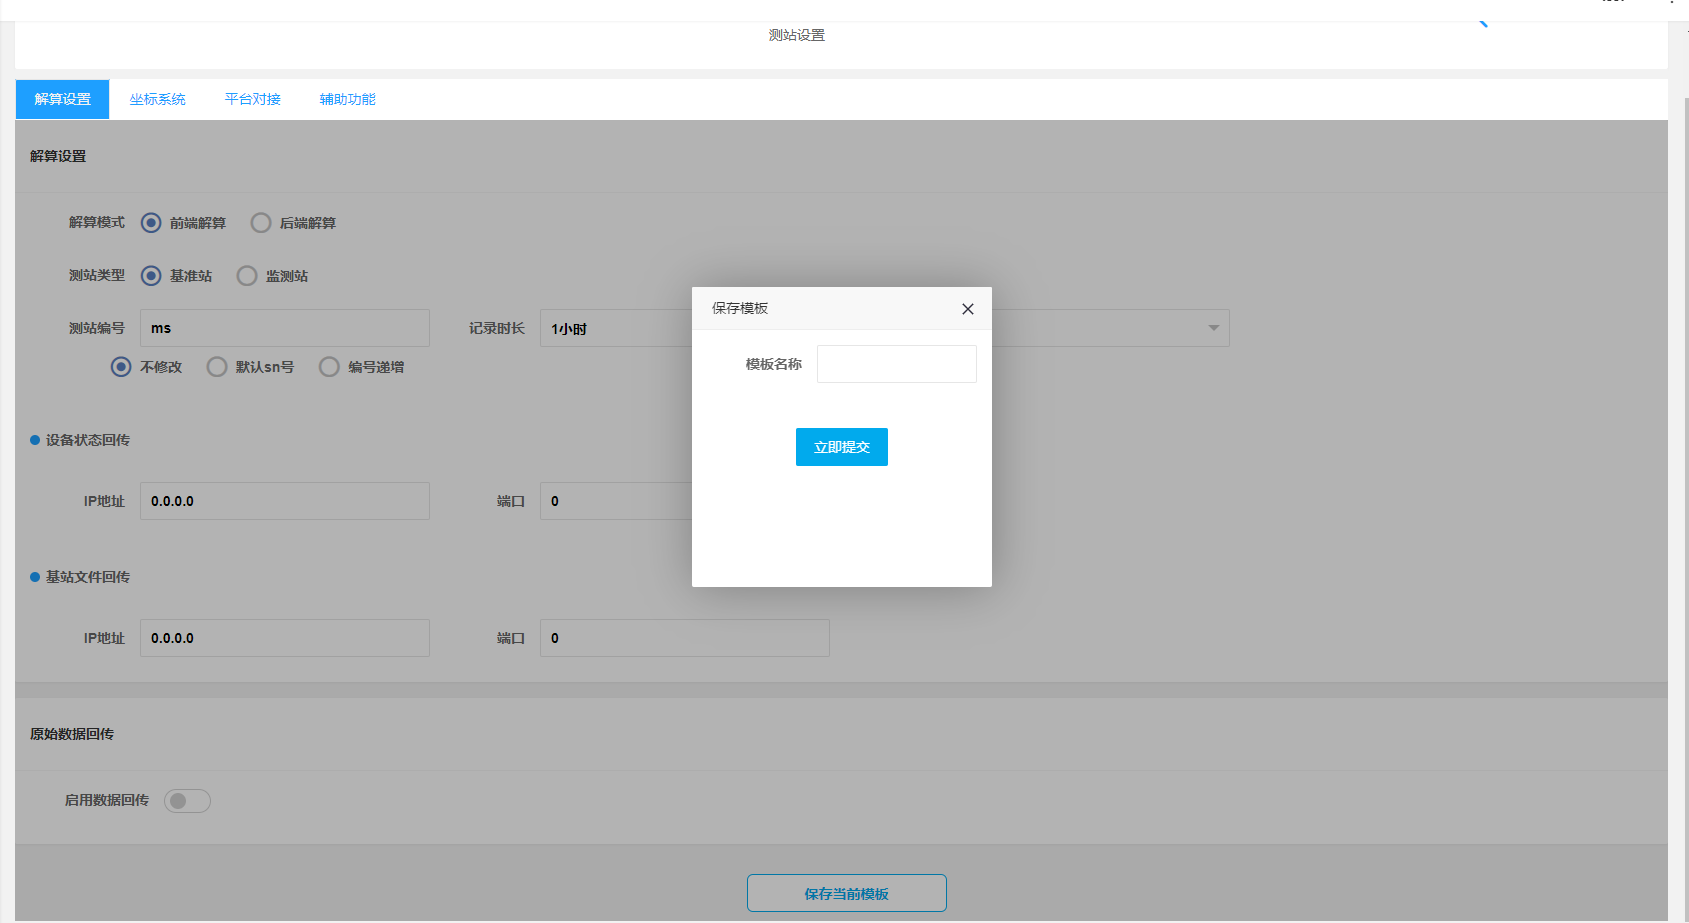 测站设置
解算设置 坐标系统 平台对接 辅助功能
解算设置
解算模式 前端解算 后端解算
测站类型 基准站 监测站
测站编号 ms 记录时长 1小时
不修改 默认sn号 编号递增
保存模板
模板名称
立即提交
设备状态回传
IP地址 0.0.0.0 端口 0
基站文件回传
IP地址 0.0.0.0 端口 0
原始数据回传
启用数据回传
保存当前模板